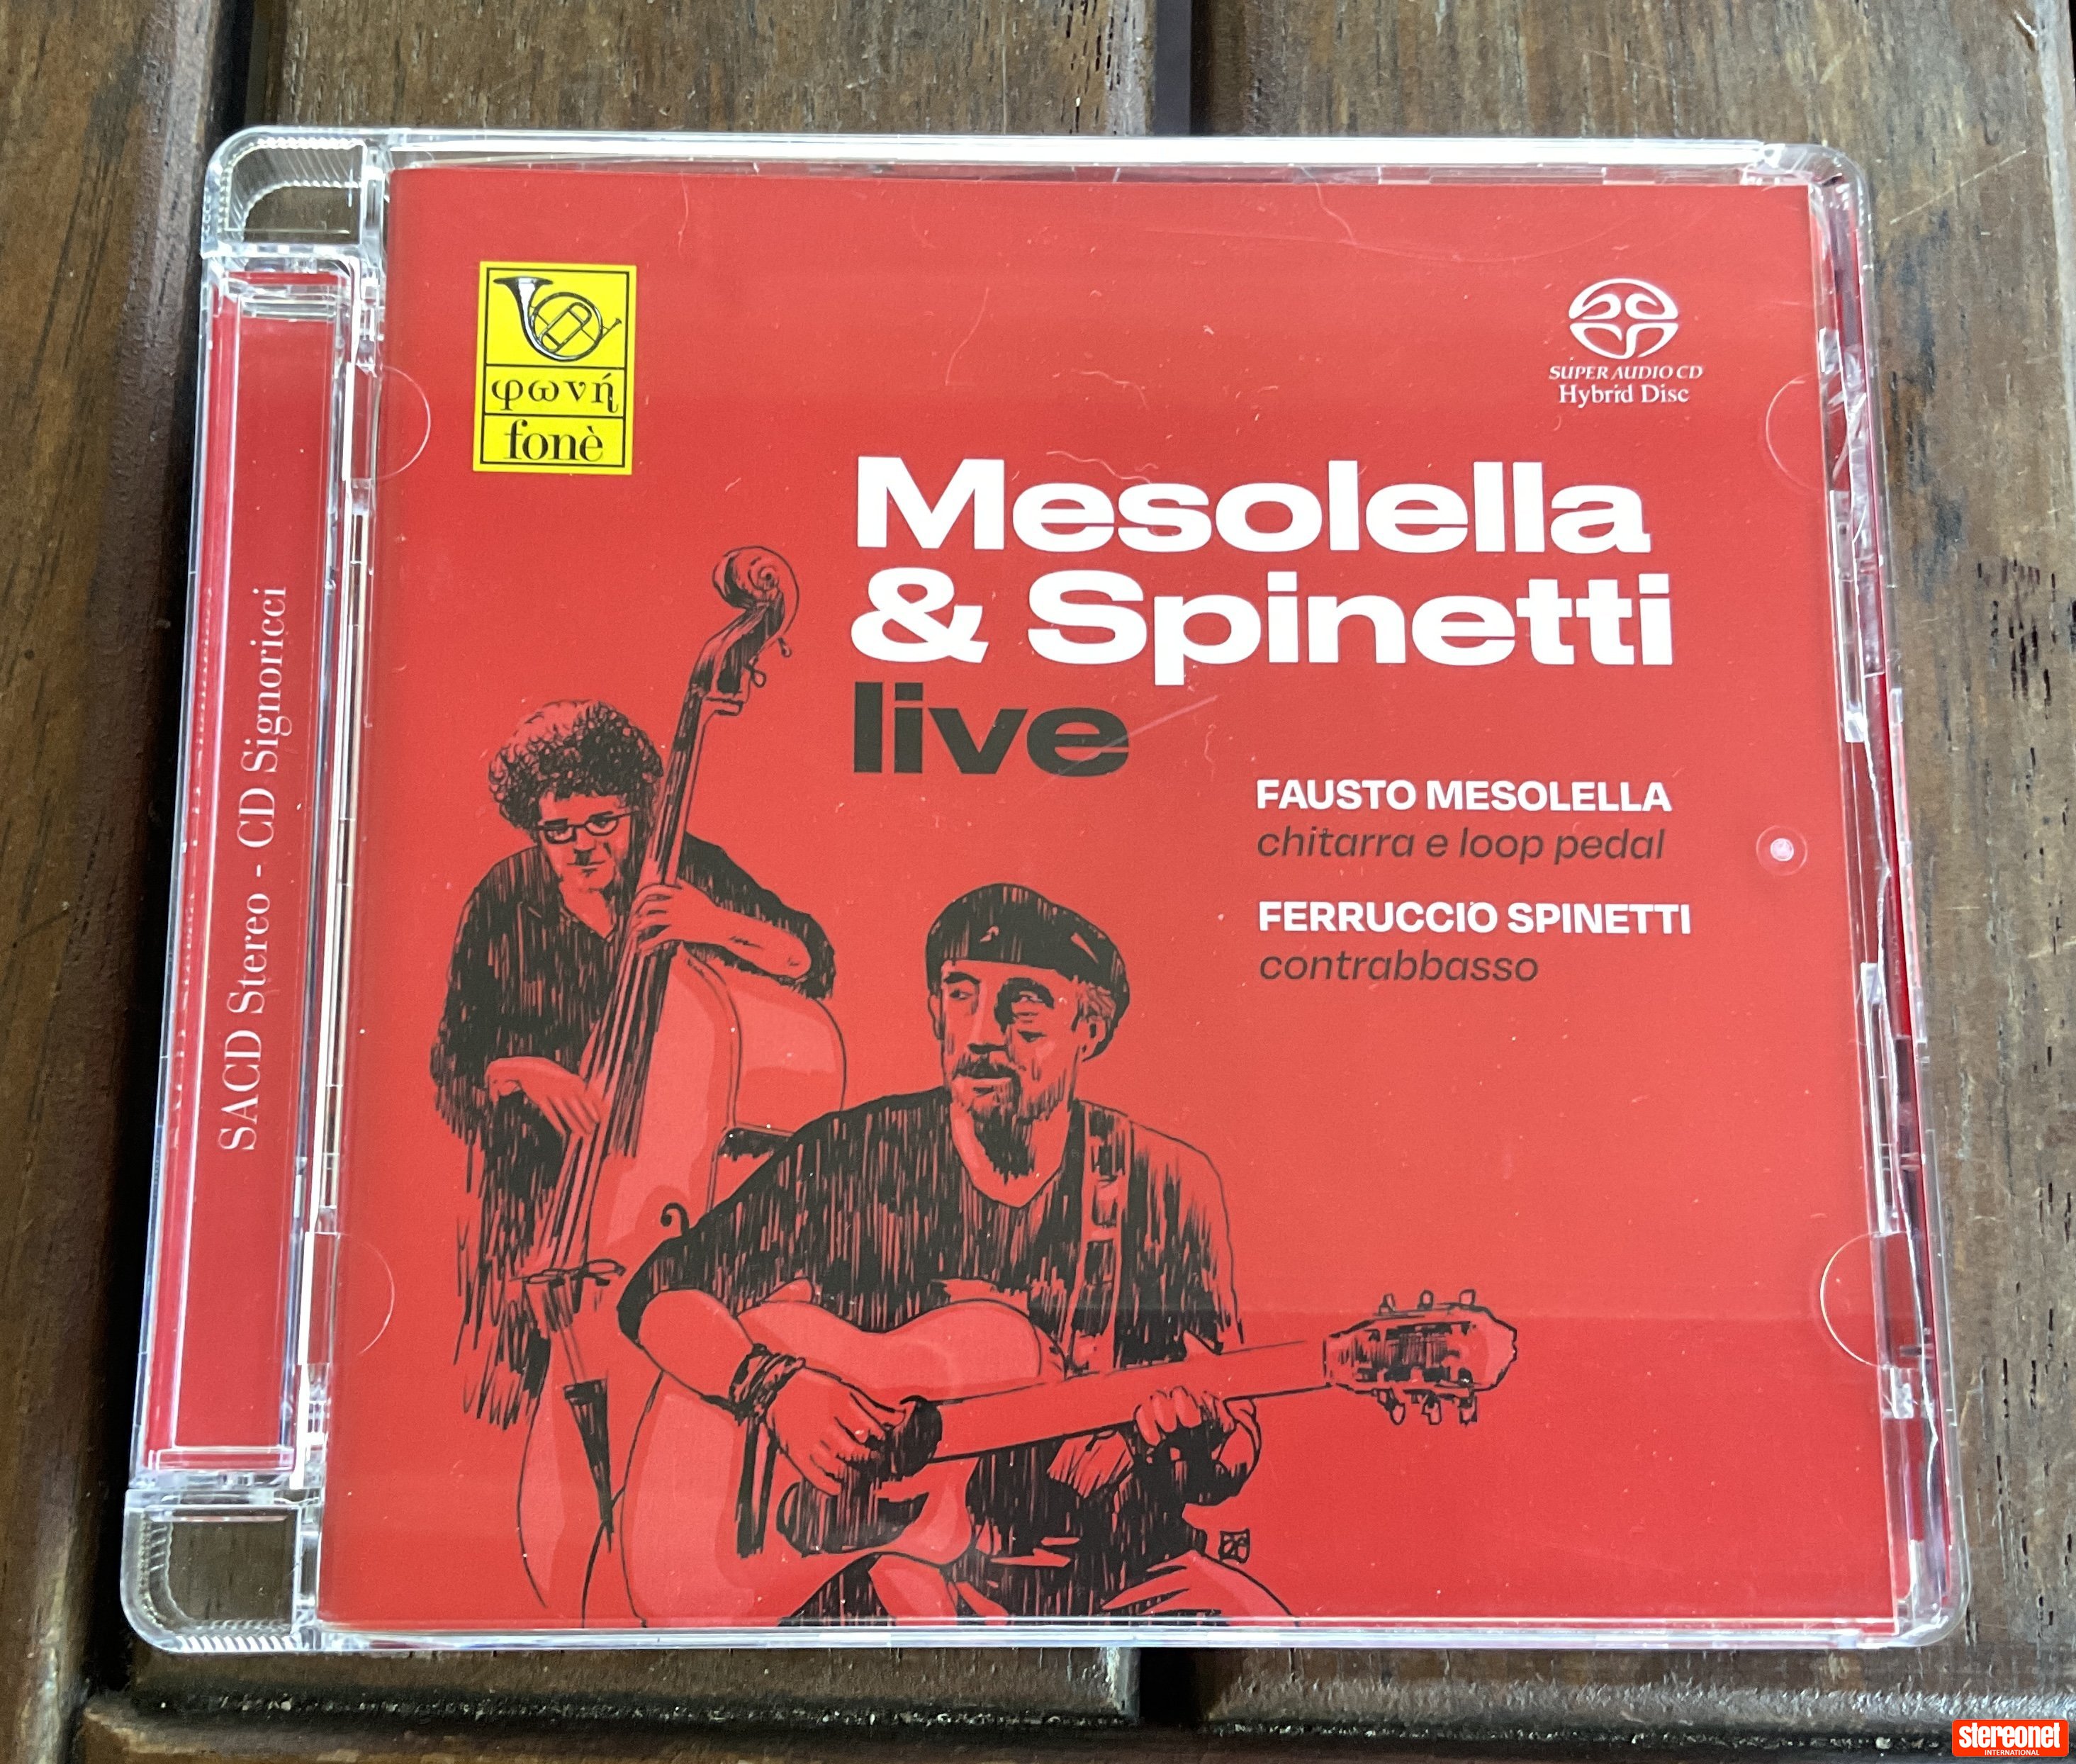 φωνή
fonè
SUPER AUDIO CD
Hybrid Disc
Mesolella
& Spinetti
live
FAUSTO MESOLELLA
chitarra e loop pedal
FERRUCCIO SPINETTI
contrabbasso
SACD Stereo - CD Signoricci
stereonet
INTERNATIONAL